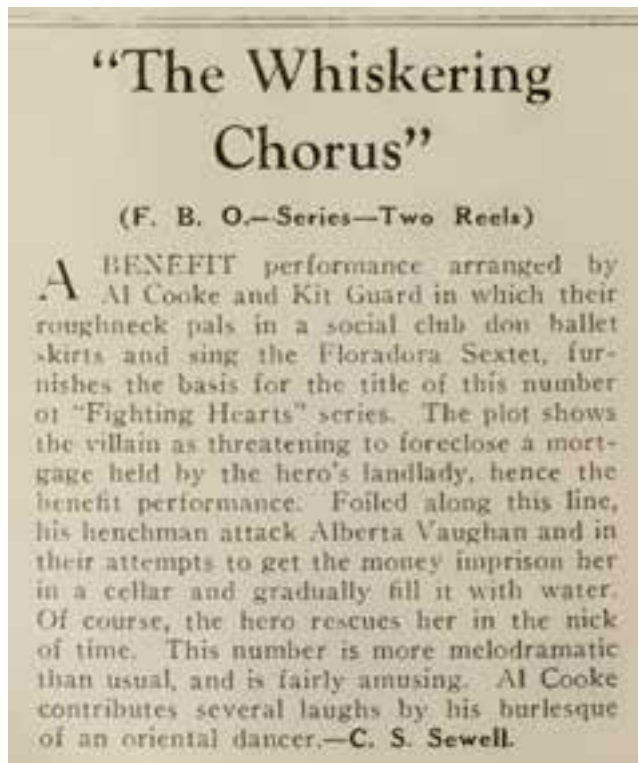 “The Whiskering
Chorus”
(F. B. O.—Series—Two Reels)
A BENEFIT performance arranged by
Al Cooke and Kit Guard in which their
roughneck pals in a social club don ballet
skirts and sing the Floradora Sextet, fur-
nishes the basis for the title of this number
of "Fighting Hearts" series. The plot shows
the villain as threatening to foreclose a mort-
gage held by the hero's landlady, hence the
benefit performance. Foiled along this line,
his henchman attack Alberta Vaughan and in
their attempts to get the money imprison her
in a cellar and gradually fill it with water.
Of course, the hero rescues her in the nick
of time. This number is more melodramatic
than usual, and is fairly amusing. Al Cooke
contributes several laughs by his burlesque
of an oriental dancer.—C. S. Sewell.